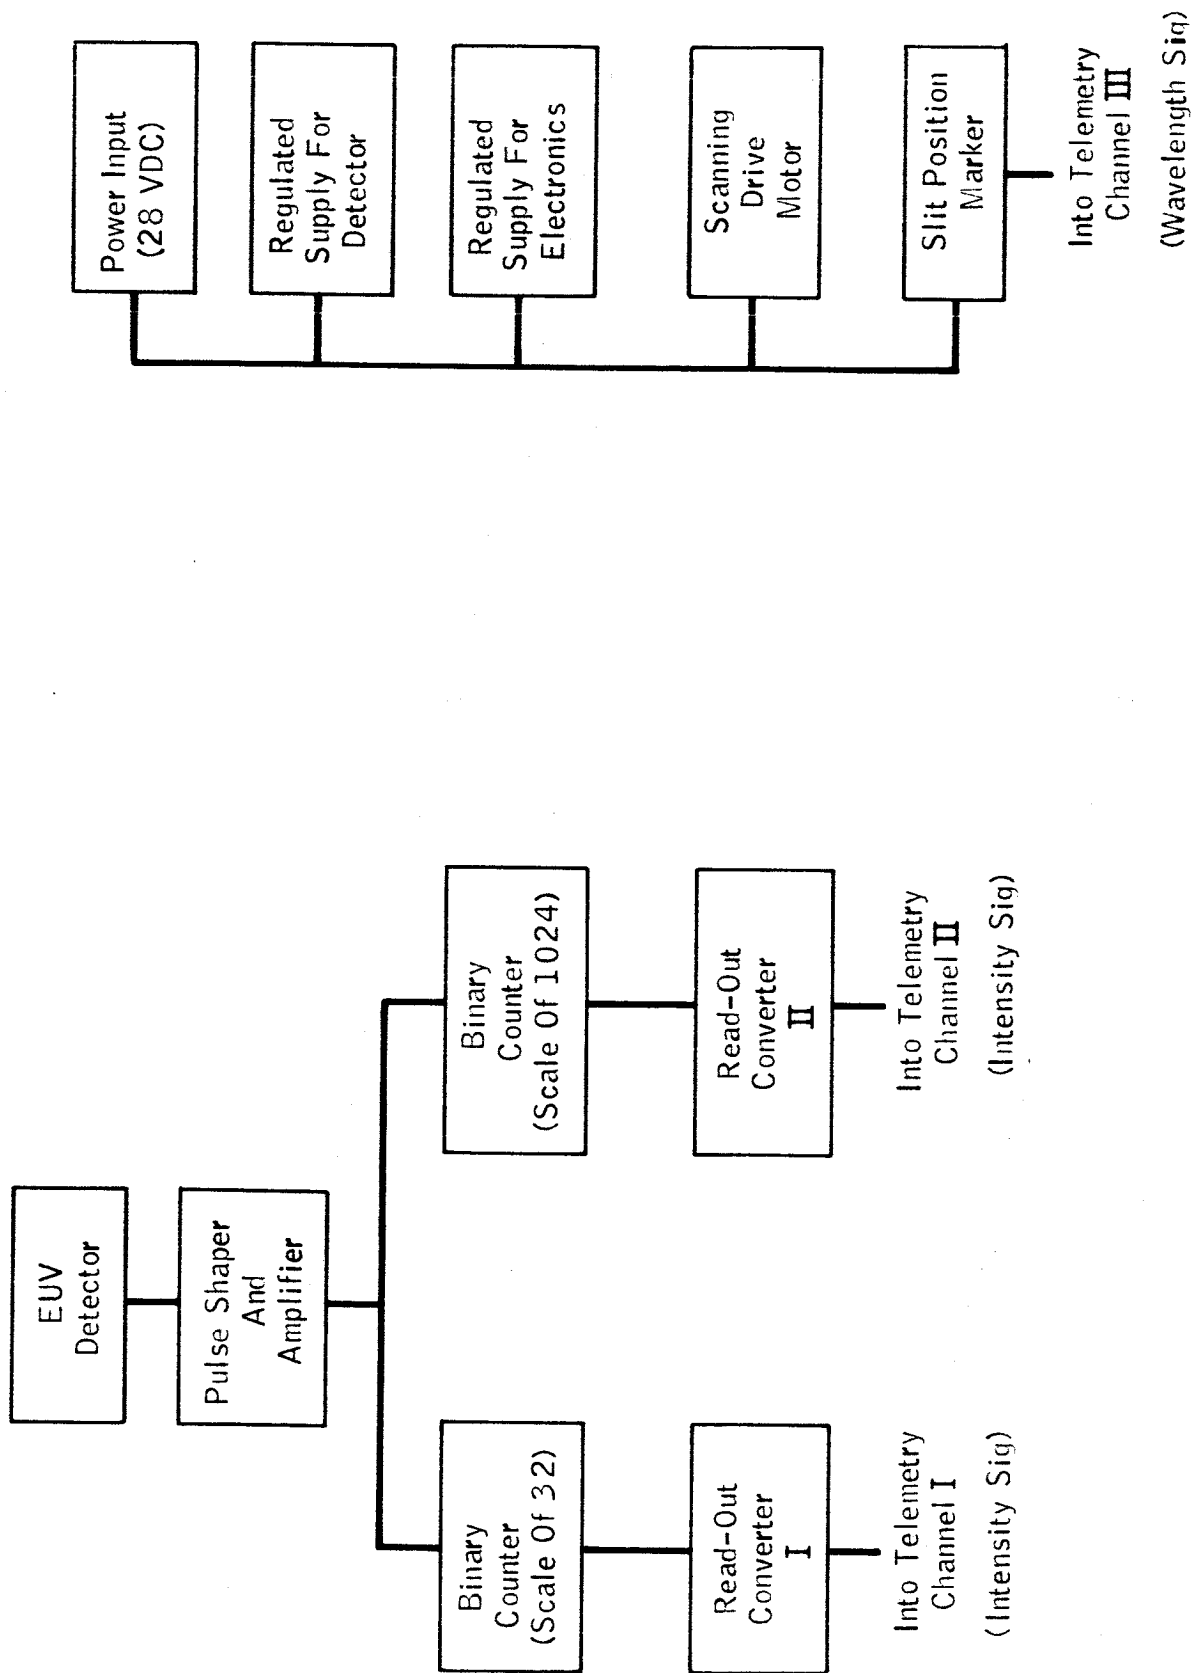 EUV
Detector
Pulse Shaper
And
Amplifier
Binary
Counter
(Scale Of 32)
Read-Out
Converter
I
Into Telemetry
Channel I
(Intensity Sig)
Binary
Counter
(Scale Of 1024)
Read-Out
Converter
II
Into Telemetry
Channel II
(Intensity Sig)
Power Input
(28 VDC)
Regulated
Supply For
Detector
Regulated
Supply For
Electronics
Scanning
Drive
Motor
Slit Position
Marker
Into Telemetry
Channel III
(Wavelength Sig)